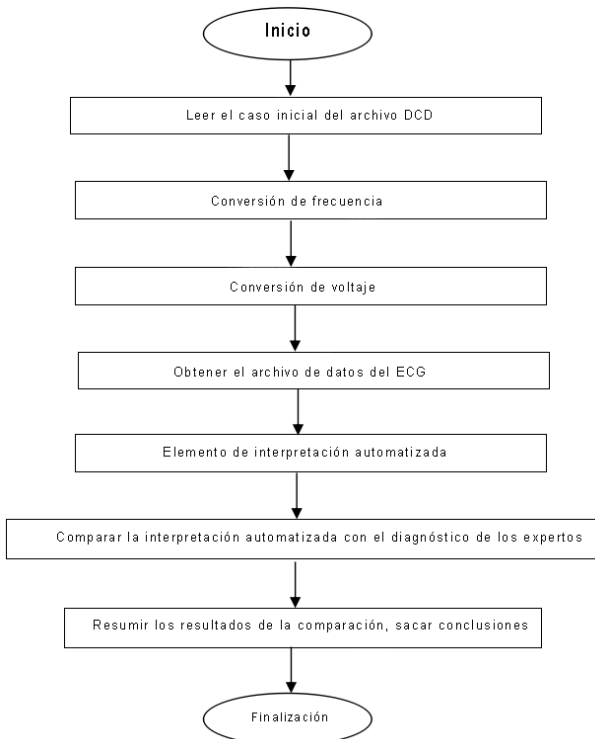 Inicio
Leer el caso inicial del archivo DCD
Conversión de frecuencia
Conversión de voltaje
Obtener el archivo de datos del ECG
Elemento de interpretación automatizada
Comparar la interpretación automatizada con el diagnóstico de los expertos
Resumir los resultados de la comparación, sacar conclusiones
Finalización